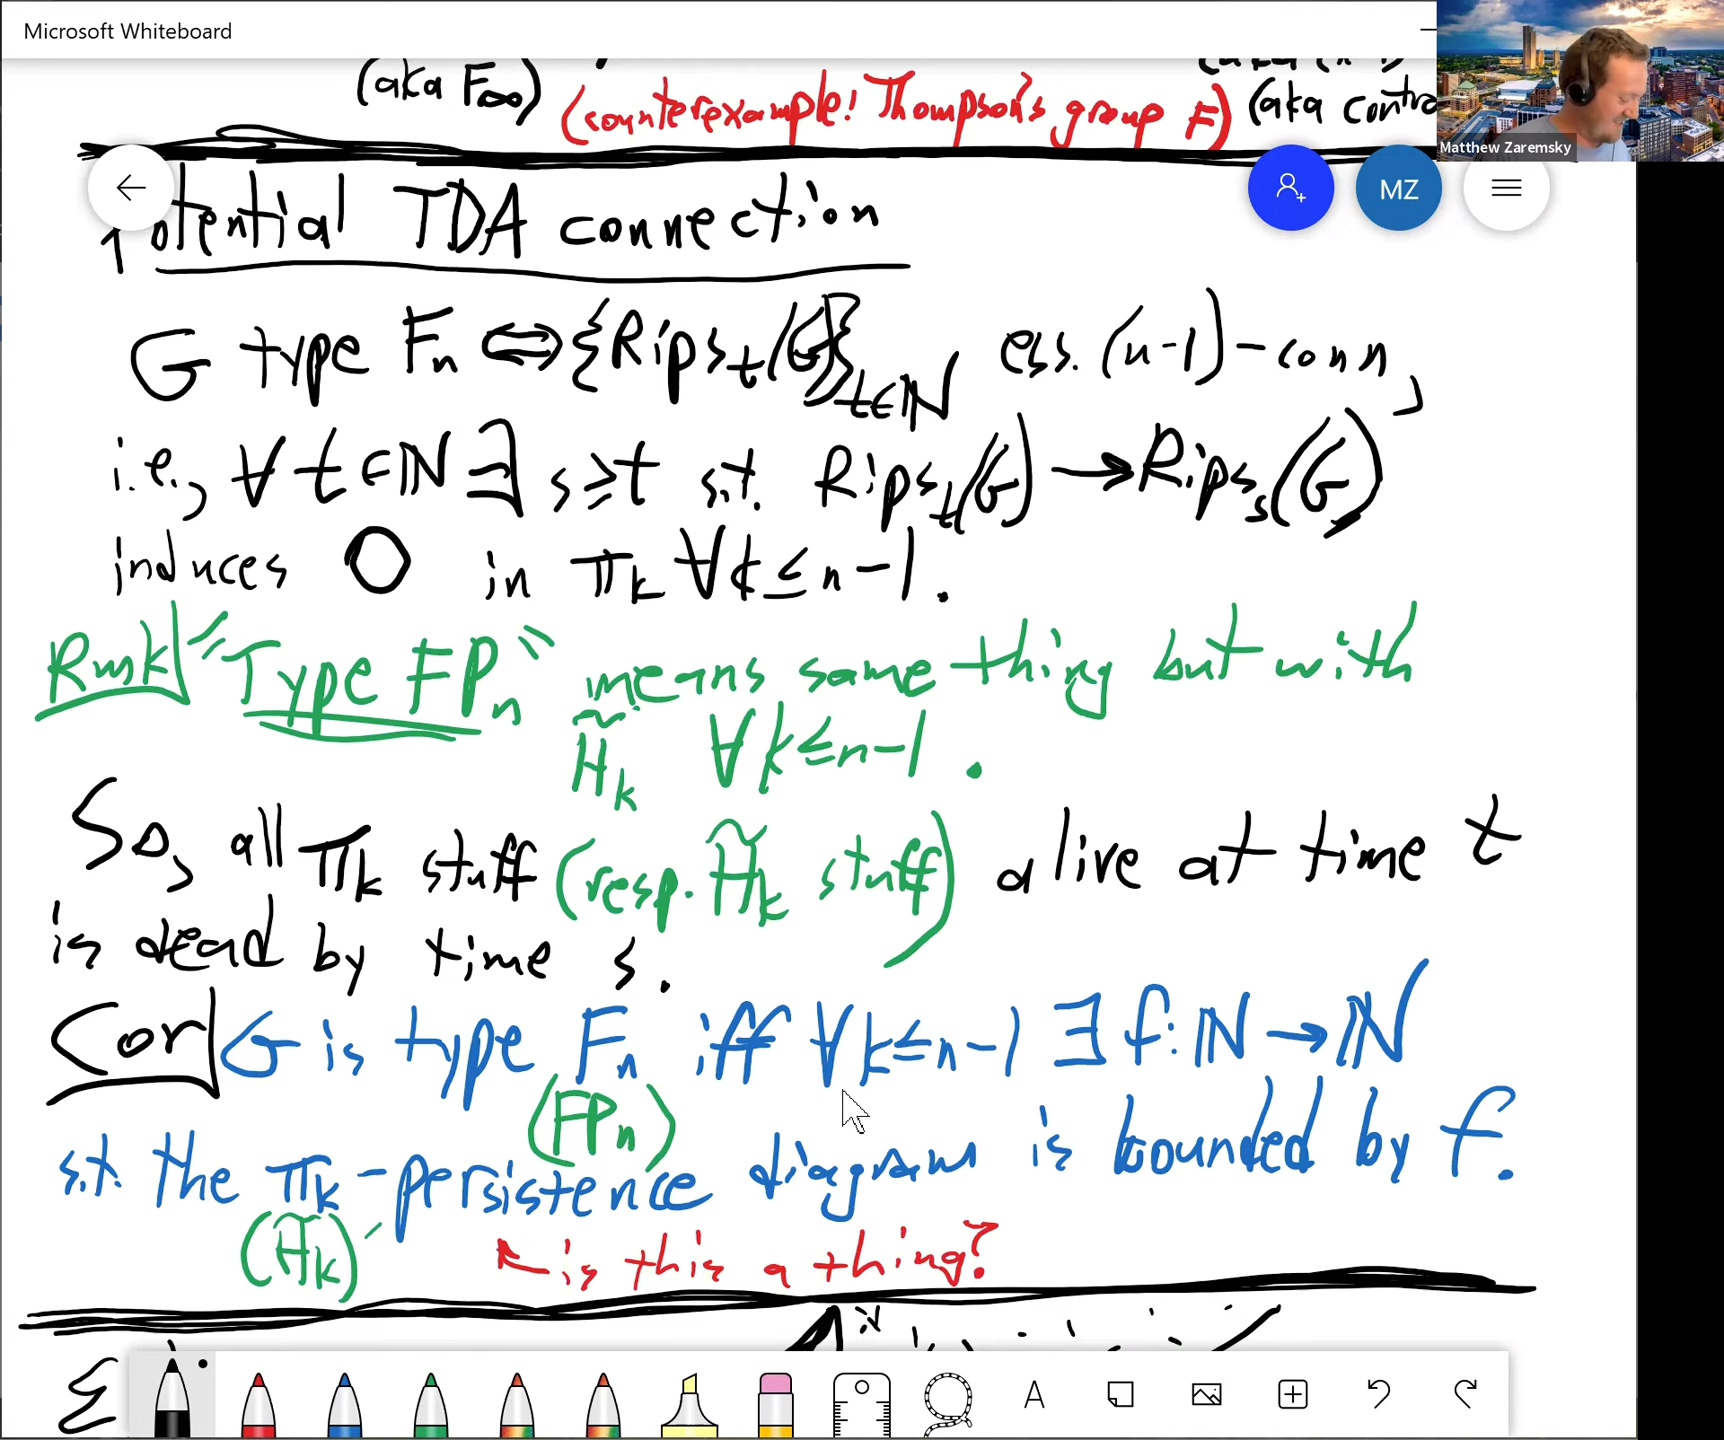 Microsoft Whiteboard
(aka F∞) (counterexample! Thompson's group F) (aka contra
Matthew Zaremsky
MZ
Potential TDA connection
G type Fₙ ⇔ {Rips_t(G)}_{t∈ℕ} ess. (n-1)-conn,
i.e., ∀ t∈ℕ ∃ s≥t s.t. Rips_t(G) → Rips_s(G)
induces 0 in π_k ∀k≤n-1.
Rmk "Type FPₙ" means same thing but with
H̃_k ∀k≤n-1.
So, all π_k stuff (resp. H̃_k stuff) alive at time t
is dead by time s.
Cor G is type Fₙ iff ∀k≤n-1 ∃ f:ℕ→ℕ
(FPₙ)
s.t. the π_k-persistence diagram is bounded by f.
(H̃_k) ↖ is this a thing?
A